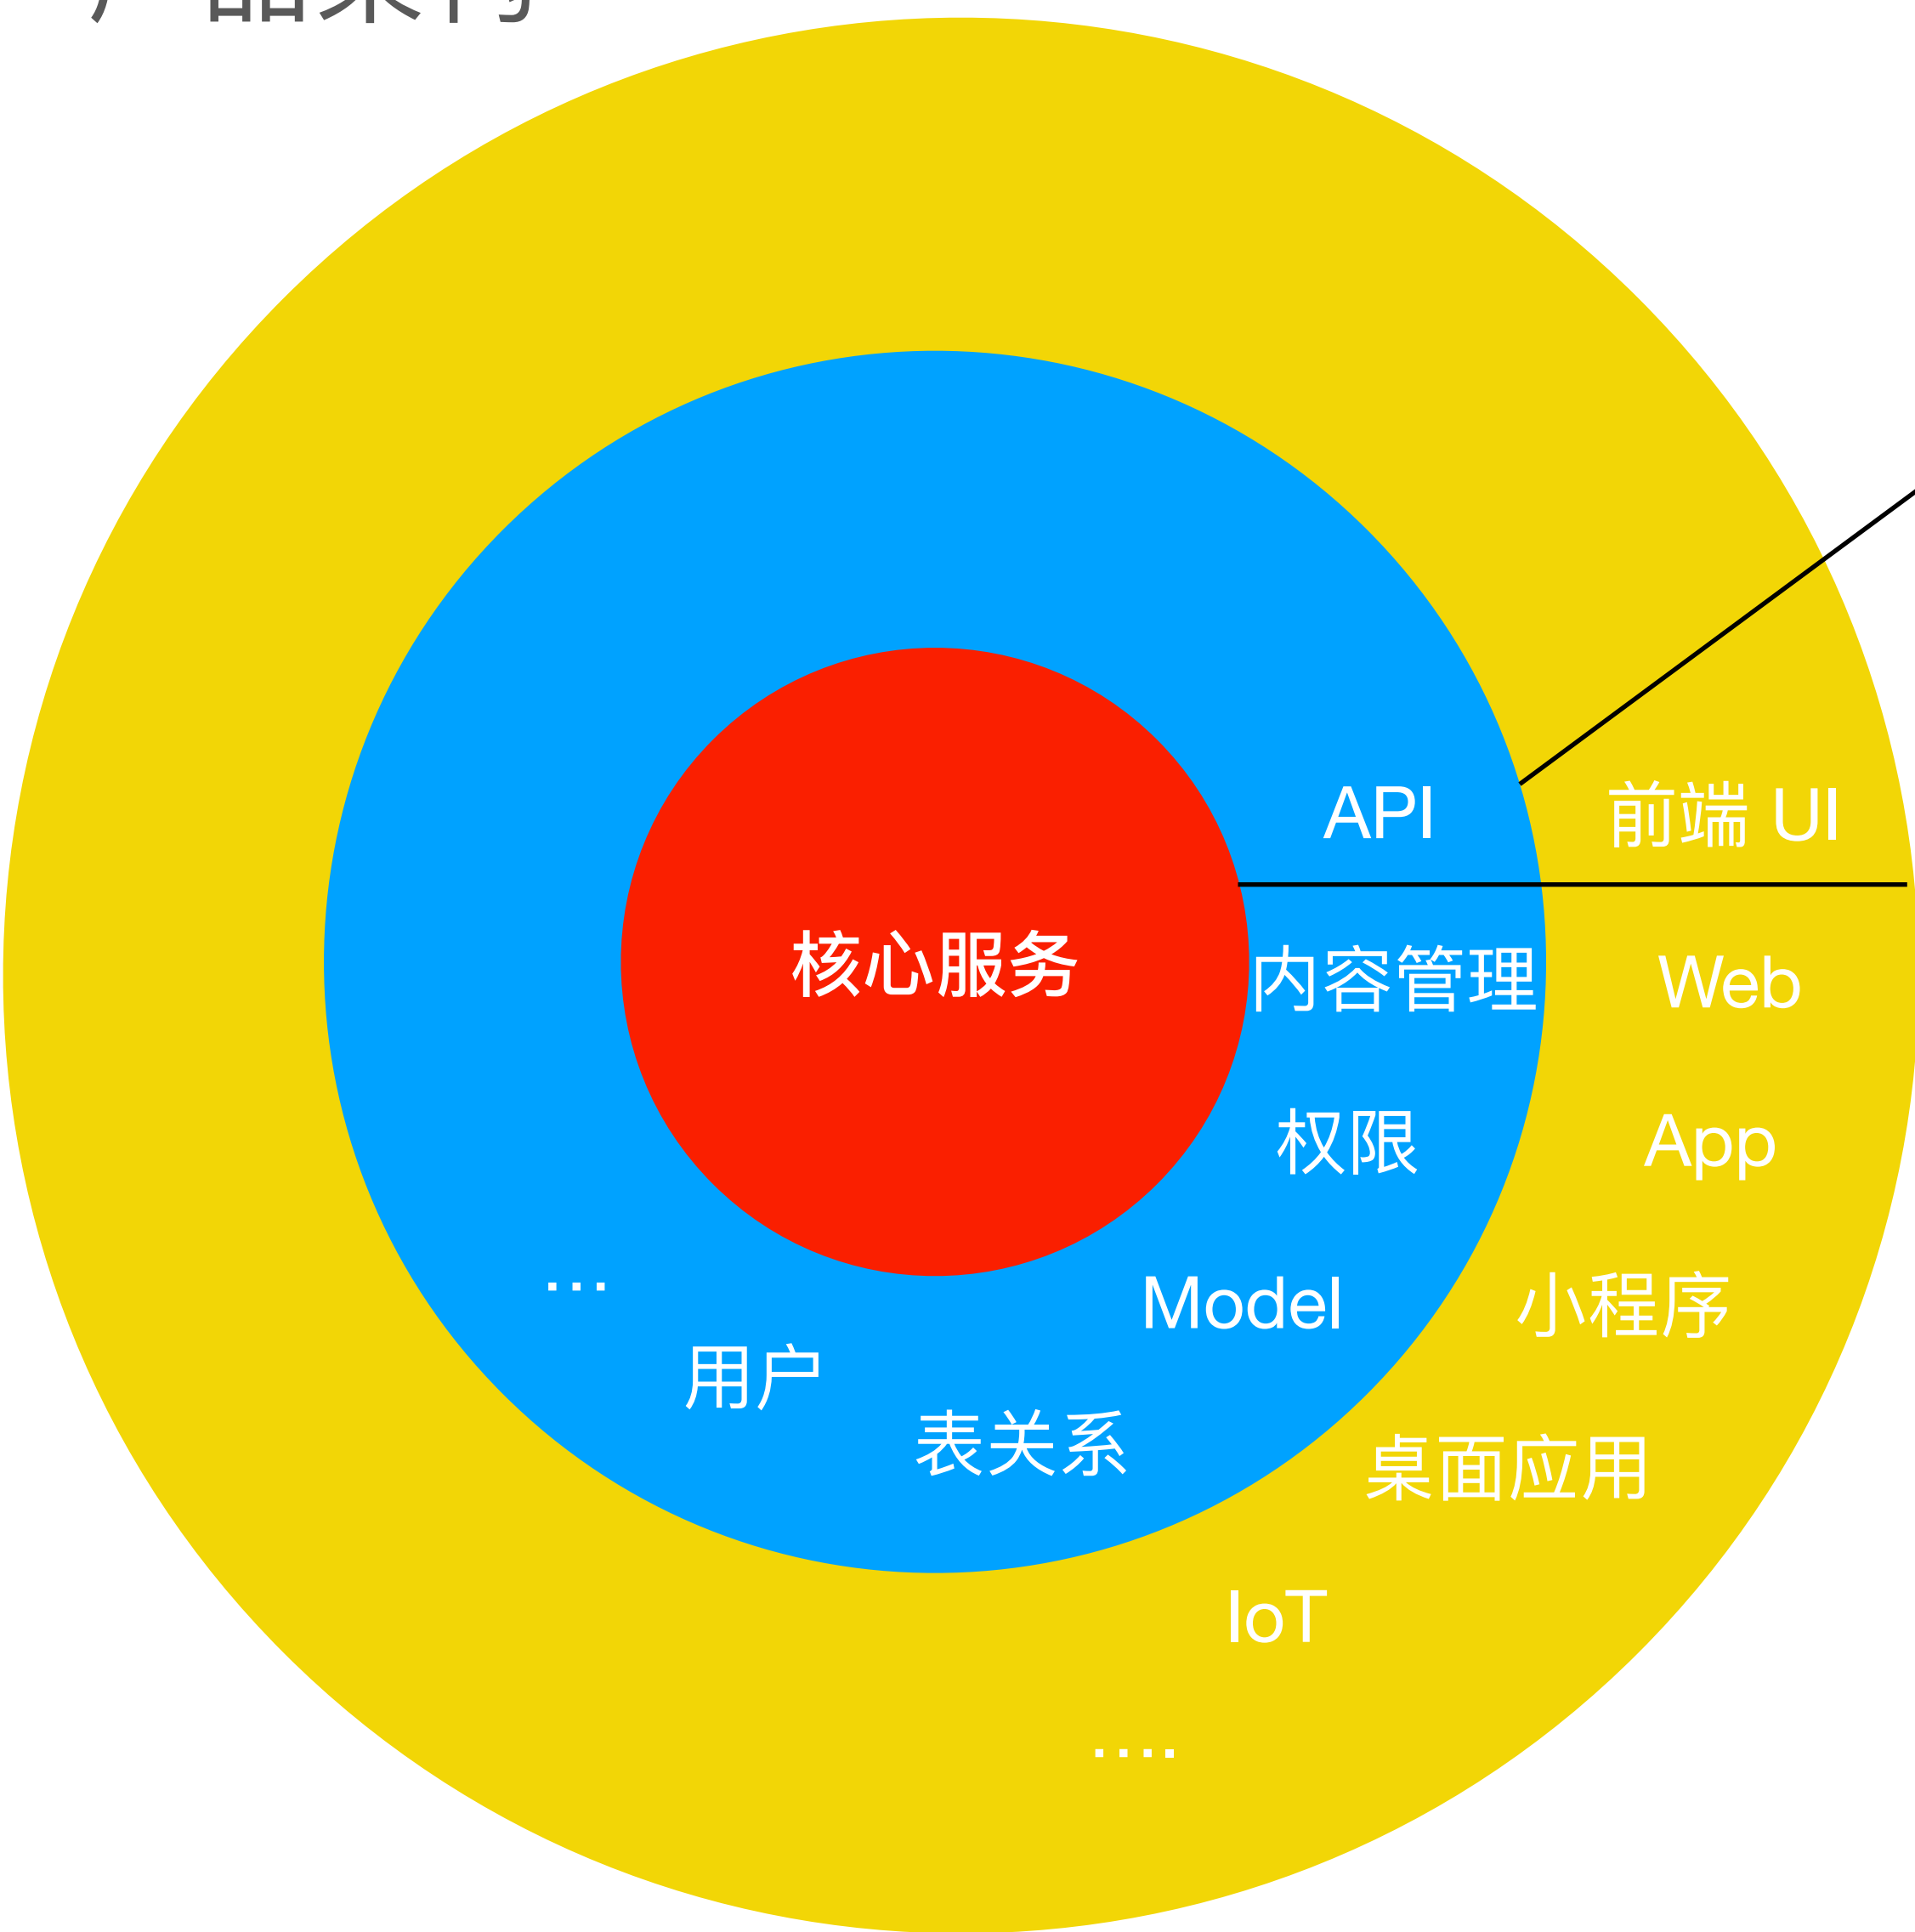 API
前端 UI
核心服务
内容管理
Web
权限
App
...
Model
小程序
用户
表关系
桌面应用
IoT
....